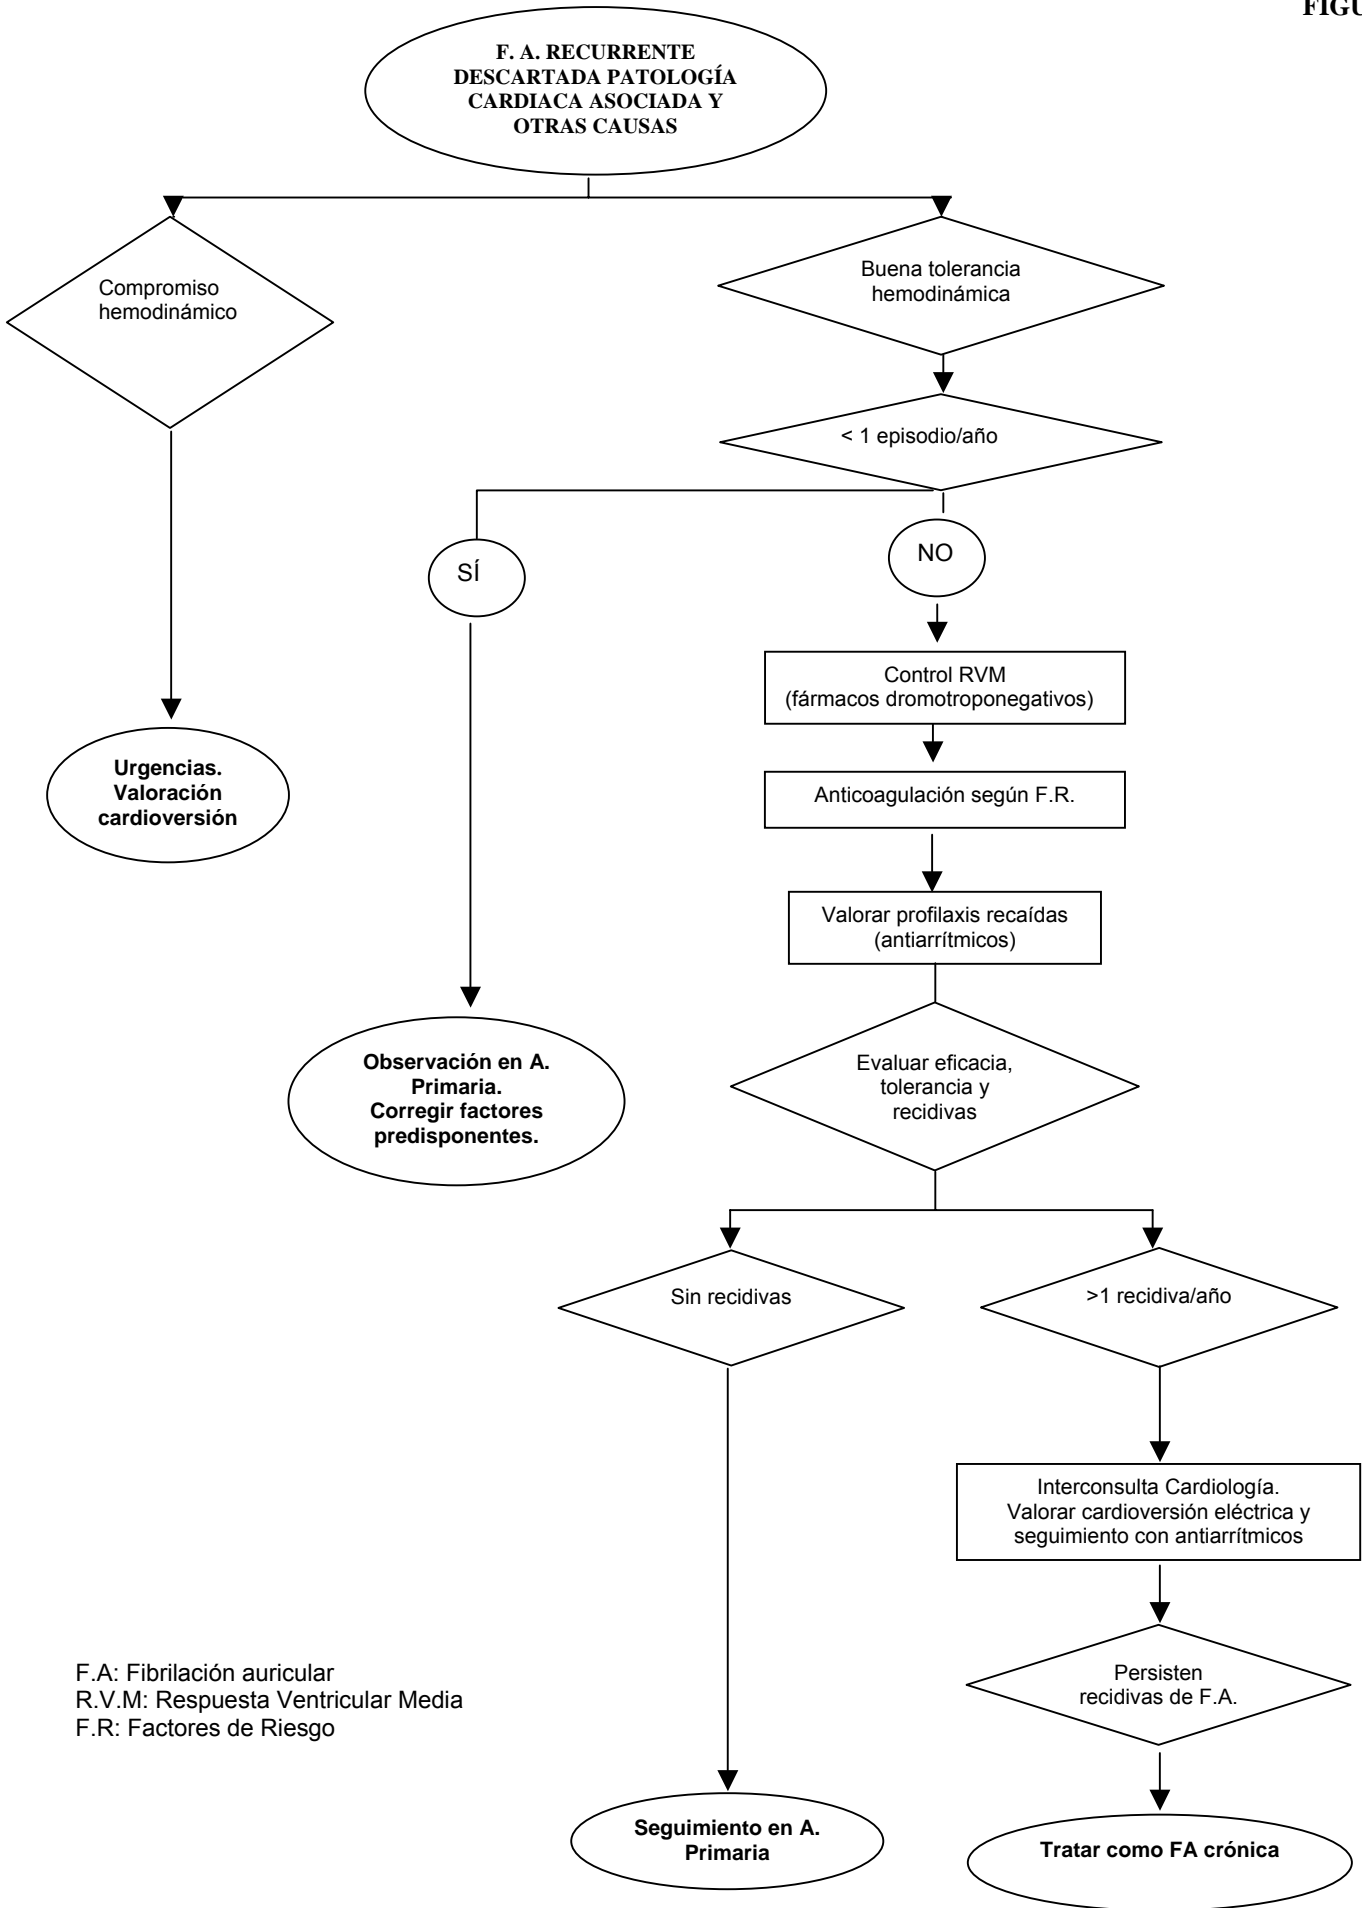 FIGU
F. A. RECURRENTE
DESCARTADA PATOLOGÍA
CARDIACA ASOCIADA Y
OTRAS CAUSAS
Compromiso
hemodinámico
Buena tolerancia
hemodinámica
< 1 episodio/año
SÍ
NO
Control RVM
(fármacos dromotroponegativos)
Urgencias.
Valoración
cardioversión
Anticoagulación según F.R.
Valorar profilaxis recaídas
(antiarrítmicos)
Observación en A.
Primaria.
Corregir factores
predisponentes.
Evaluar eficacia,
tolerancia y
recidivas
Sin recidivas
>1 recidiva/año
Interconsulta Cardiología.
Valorar cardioversión eléctrica y
seguimiento con antiarrítmicos
Persisten
recidivas de F.A.
F.A: Fibrilación auricular
R.V.M: Respuesta Ventricular Media
F.R: Factores de Riesgo
Seguimiento en A.
Primaria
Tratar como FA crónica